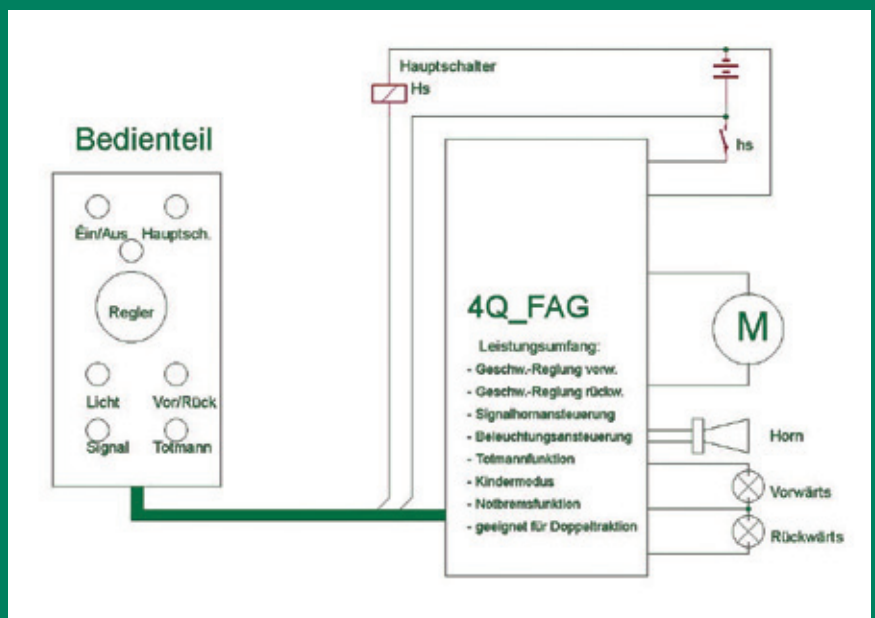 Hauptschalter
Hs
hs
Bedienteil
Êin/Aus Hauptsch.
Regler
Licht Vor/Rück
Signal Totmann
4Q_FAG
Leistungsumfang:
- Geschw.-Reglung vorw.
- Geschw.-Reglung rückw.
- Signalhornansteuerung
- Beleuchtungsansteuerung
- Totmannfunktion
- Kindermodus
- Notbremsfunktion
- geeignet für Doppeltraktion
M
Horn
Vorwärts
Rückwärts